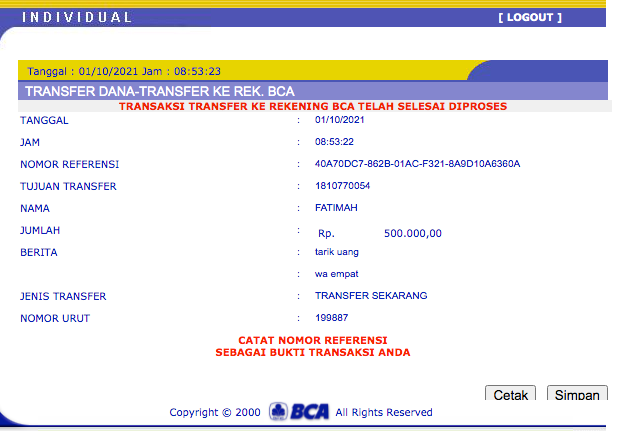 INDIVIDUAL [ LOGOUT ]
Tanggal : 01/10/2021 Jam : 08:53:23
TRANSFER DANA-TRANSFER KE REK. BCA
TRANSAKSI TRANSFER KE REKENING BCA TELAH SELESAI DIPROSES
TANGGAL : 01/10/2021
JAM : 08:53:22
NOMOR REFERENSI : 40A70DC7-862B-01AC-F321-8A9D10A6360A
TUJUAN TRANSFER : 1810770054
NAMA : FATIMAH
JUMLAH : Rp. 500.000,00
BERITA : tarik uang
: wa empat
JENIS TRANSFER : TRANSFER SEKARANG
NOMOR URUT : 199887
CATAT NOMOR REFERENSI
SEBAGAI BUKTI TRANSAKSI ANDA
Cetak Simpan
Copyright © 2000 BCA All Rights Reserved